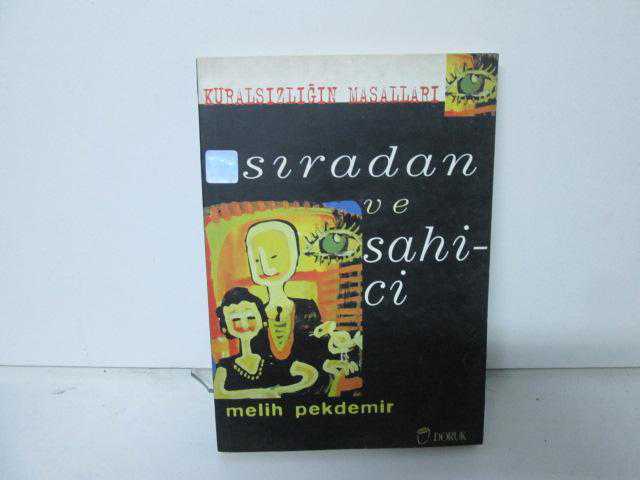 KURALSIZLIĞIN MASALLARI
sıradan
ve
sahi-
ci
melih pekdemir
DORUK